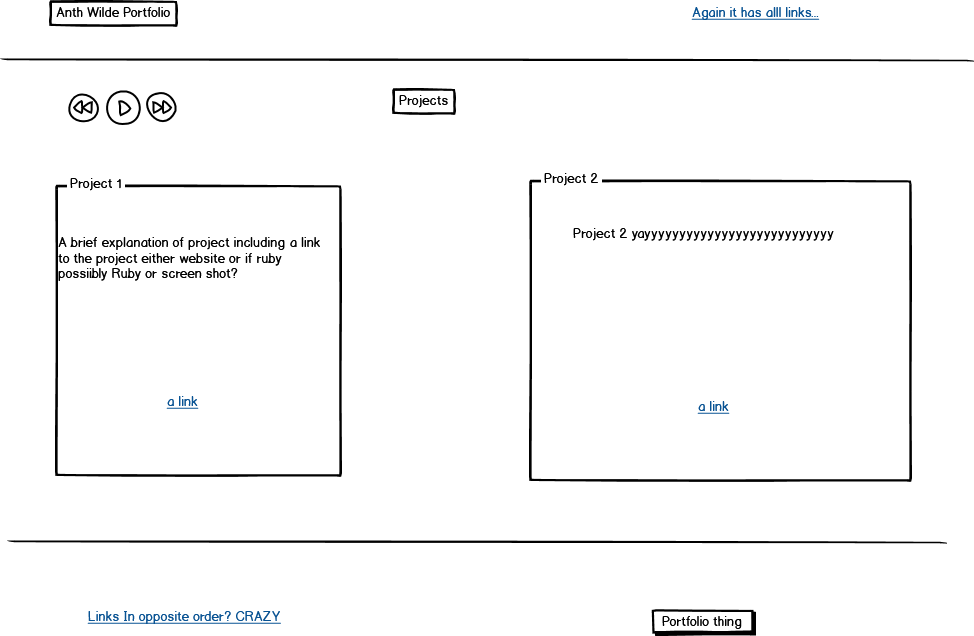 Anth Wilde Portfolio
Again it has alll links...
Projects
Project 1
A brief explanation of project including a link
to the project either website or if ruby
possiibly Ruby or screen shot?
a link
Project 2
Project 2 yayyyyyyyyyyyyyyyyyyyyyyyyyyy
a link
Links In opposite order? CRAZY
Portfolio thing